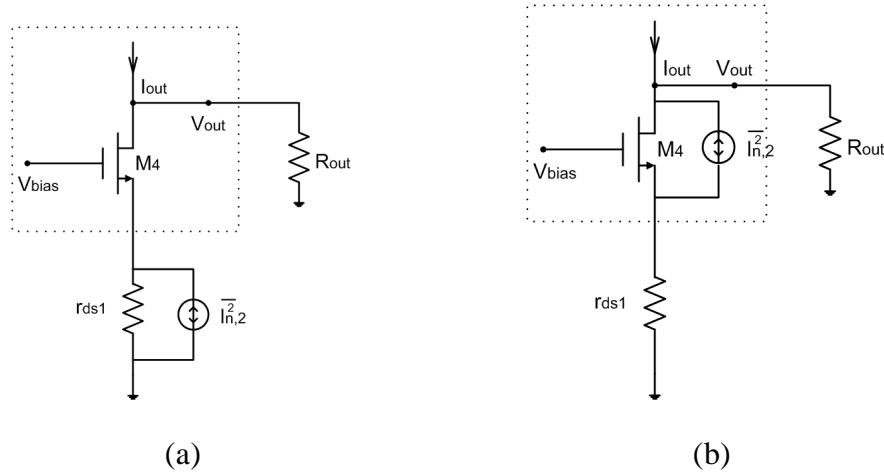 Iout
Vout
M4
Vbias
Rout
rds1
I²n,2
(a)
Iout
Vout
M4
I²n,2
Vbias
Rout
rds1
(b)